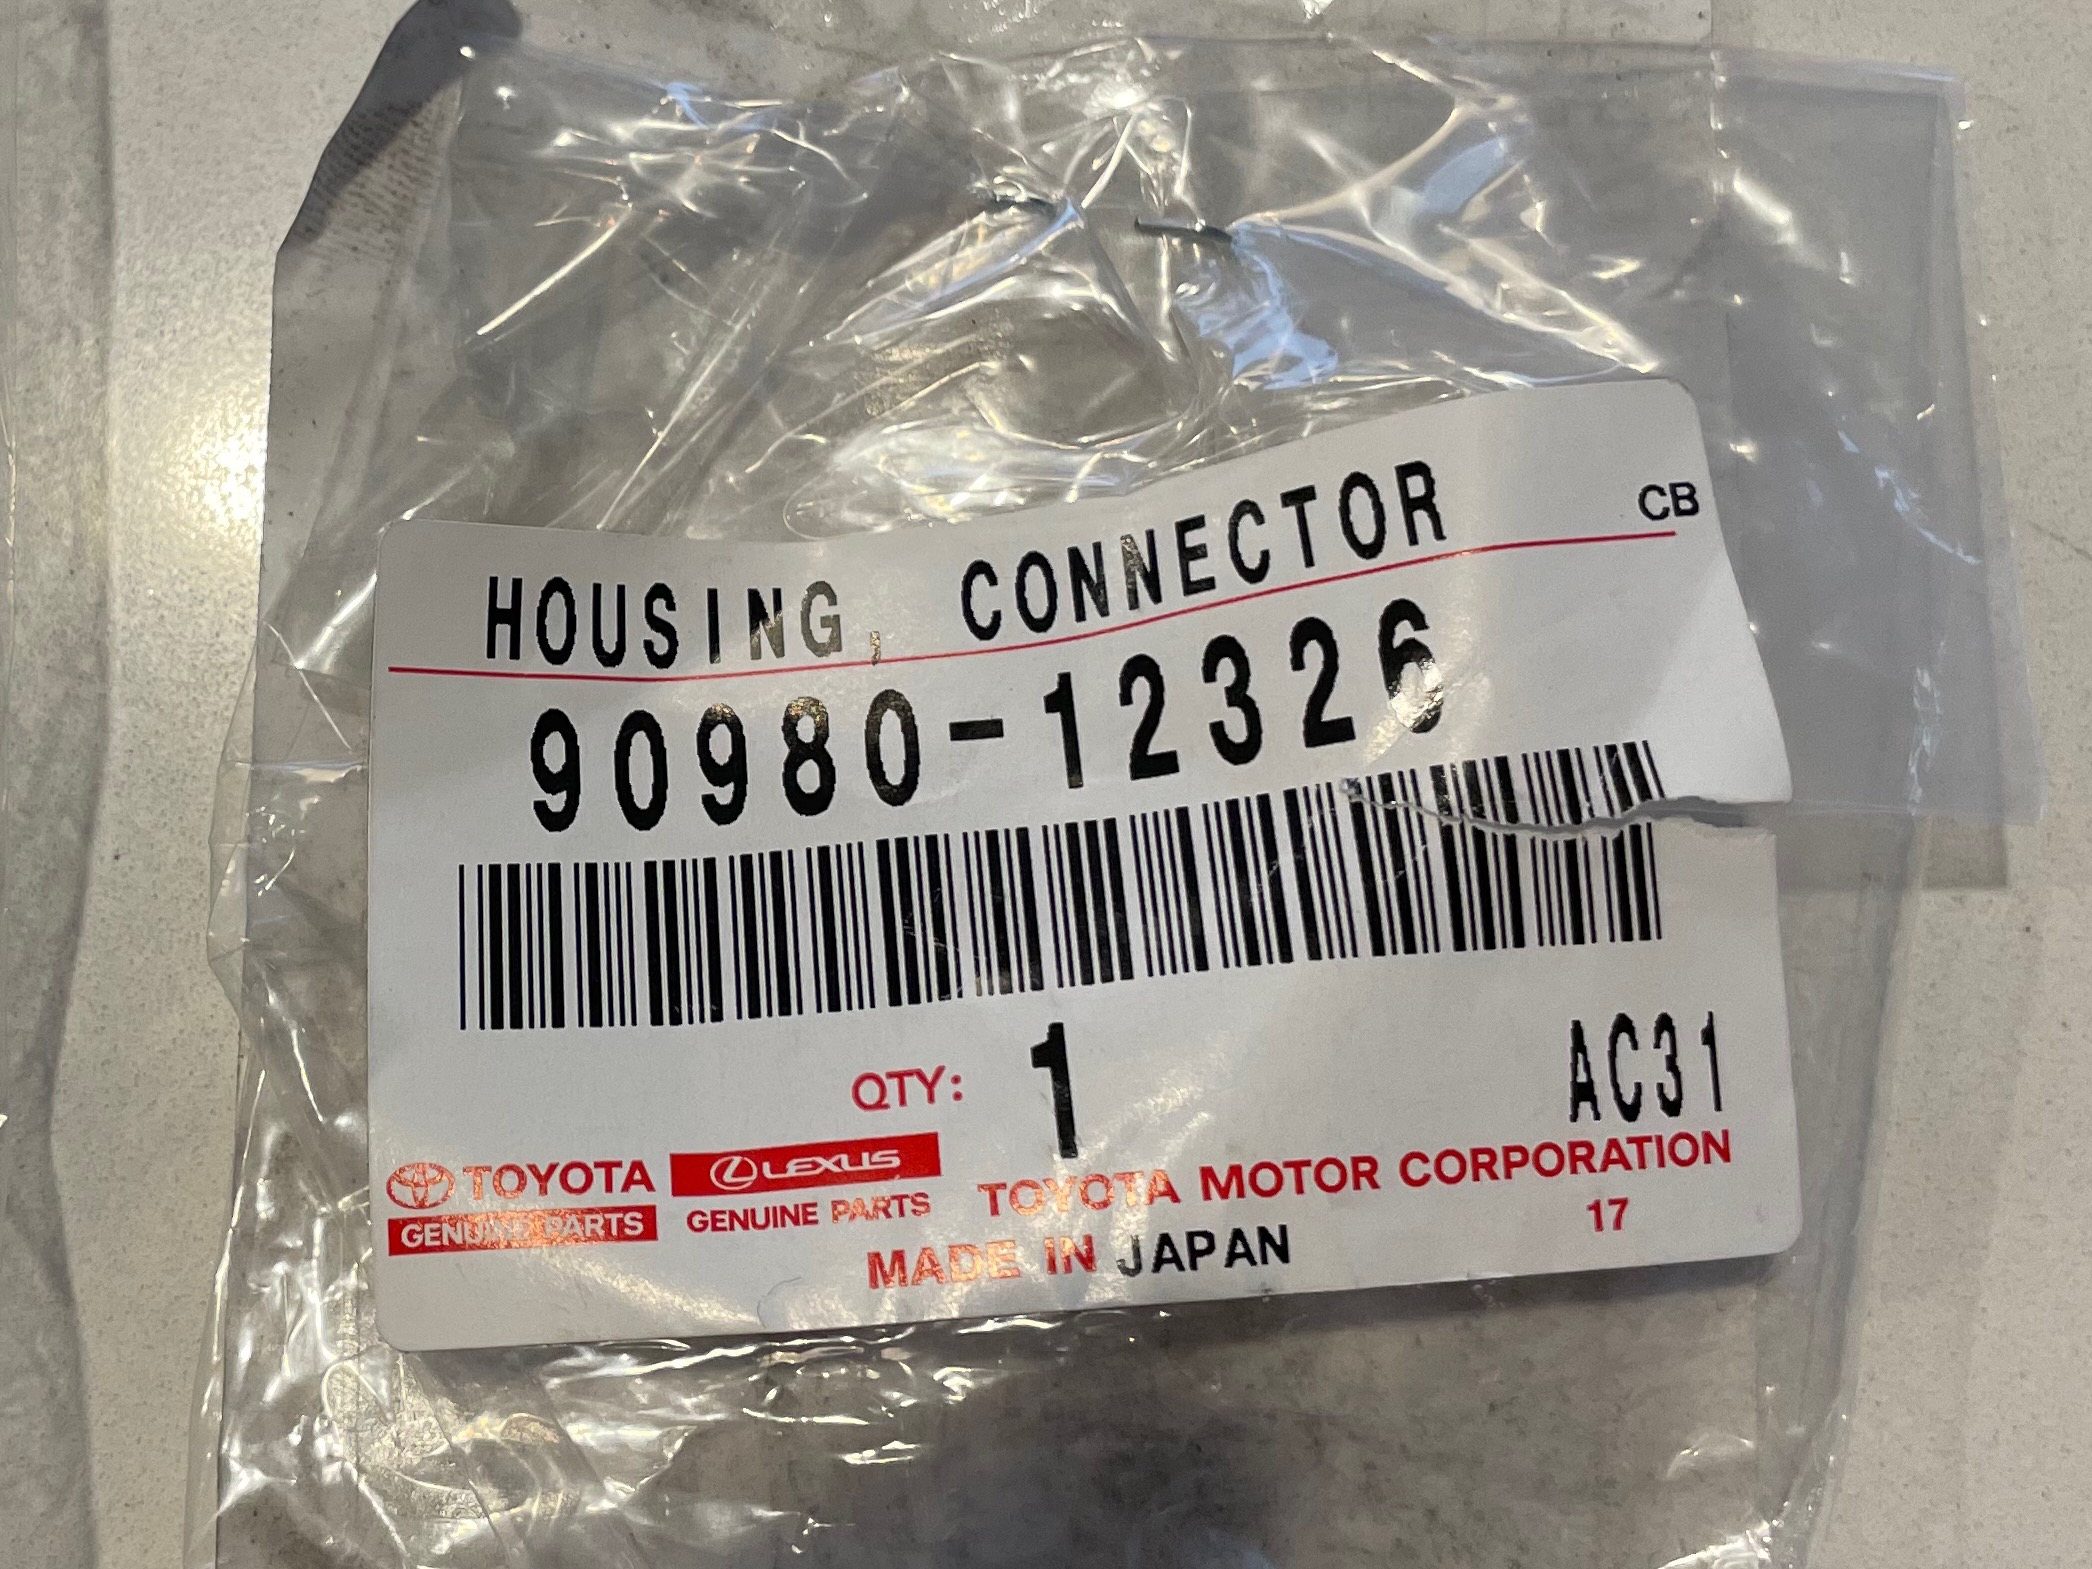 CB
HOUSING, CONNECTOR
90980-12326
QTY: 1 AC31
TOYOTA LEXUS TOYOTA MOTOR CORPORATION
GENUINE PARTS GENUINE PARTS 17
MADE IN JAPAN